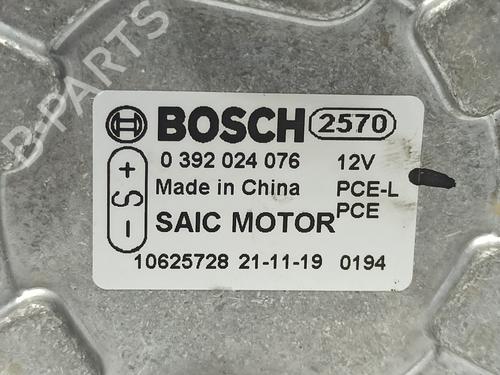 B-PARTS
BOSCH 2570
0 392 024 076 12V
Made in China PCE-L
SAIC MOTOR PCE
+ S -
10625728 21-11-19 0194